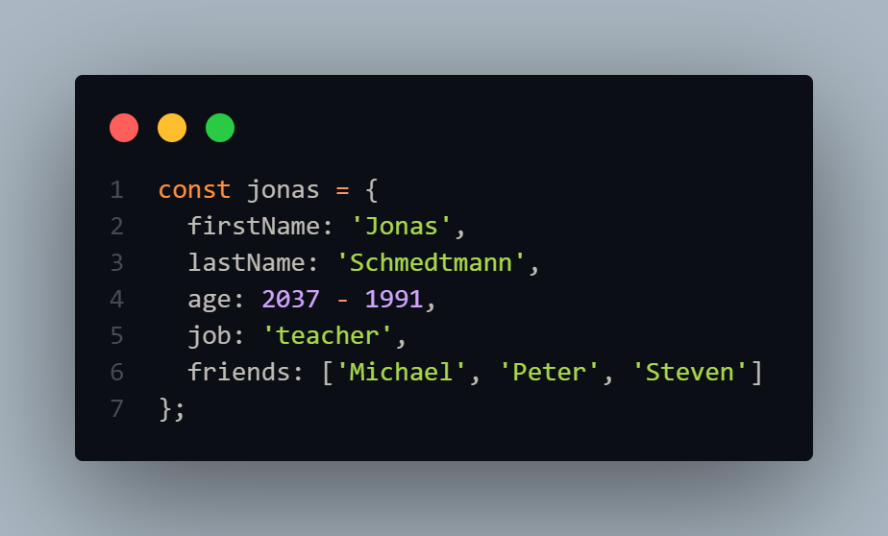 1 const jonas = {
2   firstName: 'Jonas',
3   lastName: 'Schmedtmann',
4   age: 2037 - 1991,
5   job: 'teacher',
6   friends: ['Michael', 'Peter', 'Steven']
7 };